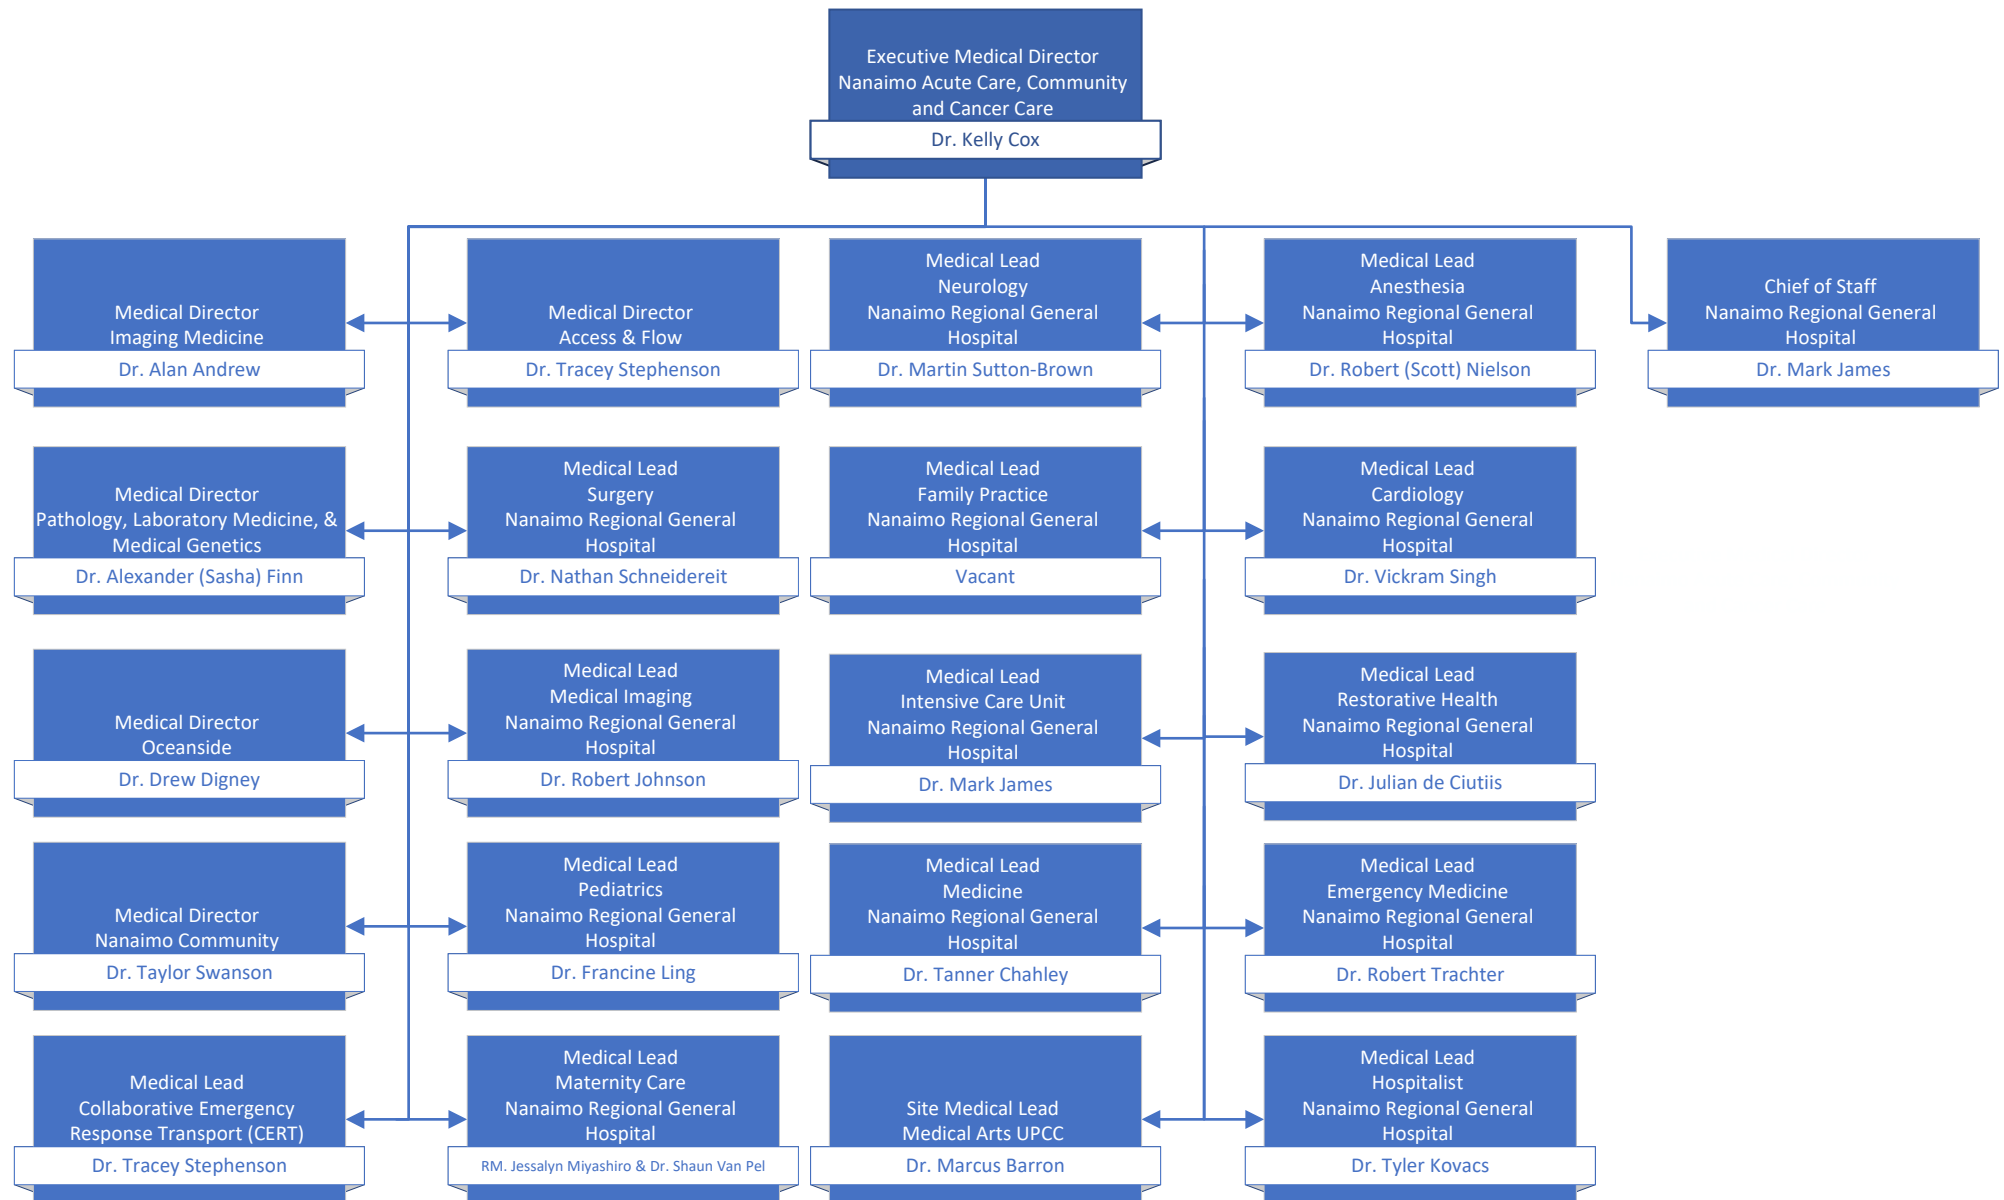 Executive Medical Director
Nanaimo Acute Care, Community
and Cancer Care
Dr. Kelly Cox
Medical Director
Imaging Medicine
Dr. Alan Andrew
Medical Director
Access & Flow
Dr. Tracey Stephenson
Medical Lead
Neurology
Nanaimo Regional General
Hospital
Dr. Martin Sutton-Brown
Medical Lead
Anesthesia
Nanaimo Regional General
Hospital
Dr. Robert (Scott) Nielson
Chief of Staff
Nanaimo Regional General
Hospital
Dr. Mark James
Medical Director
Pathology, Laboratory Medicine, &
Medical Genetics
Dr. Alexander (Sasha) Finn
Medical Lead
Surgery
Nanaimo Regional General
Hospital
Dr. Nathan Schneidereit
Medical Lead
Family Practice
Nanaimo Regional General
Hospital
Vacant
Medical Lead
Cardiology
Nanaimo Regional General
Hospital
Dr. Vickram Singh
Medical Director
Oceanside
Dr. Drew Digney
Medical Lead
Medical Imaging
Nanaimo Regional General
Hospital
Dr. Robert Johnson
Medical Lead
Intensive Care Unit
Nanaimo Regional General
Hospital
Dr. Mark James
Medical Lead
Restorative Health
Nanaimo Regional General
Hospital
Dr. Julian de Ciutiis
Medical Director
Nanaimo Community
Dr. Taylor Swanson
Medical Lead
Pediatrics
Nanaimo Regional General
Hospital
Dr. Francine Ling
Medical Lead
Medicine
Nanaimo Regional General
Hospital
Dr. Tanner Chahley
Medical Lead
Emergency Medicine
Nanaimo Regional General
Hospital
Dr. Robert Trachter
Medical Lead
Collaborative Emergency
Response Transport (CERT)
Dr. Tracey Stephenson
Medical Lead
Maternity Care
Nanaimo Regional General
Hospital
RM. Jessalyn Miyashiro & Dr. Shaun Van Pel
Site Medical Lead
Medical Arts UPCC
Dr. Marcus Barron
Medical Lead
Hospitalist
Nanaimo Regional General
Hospital
Dr. Tyler Kovacs